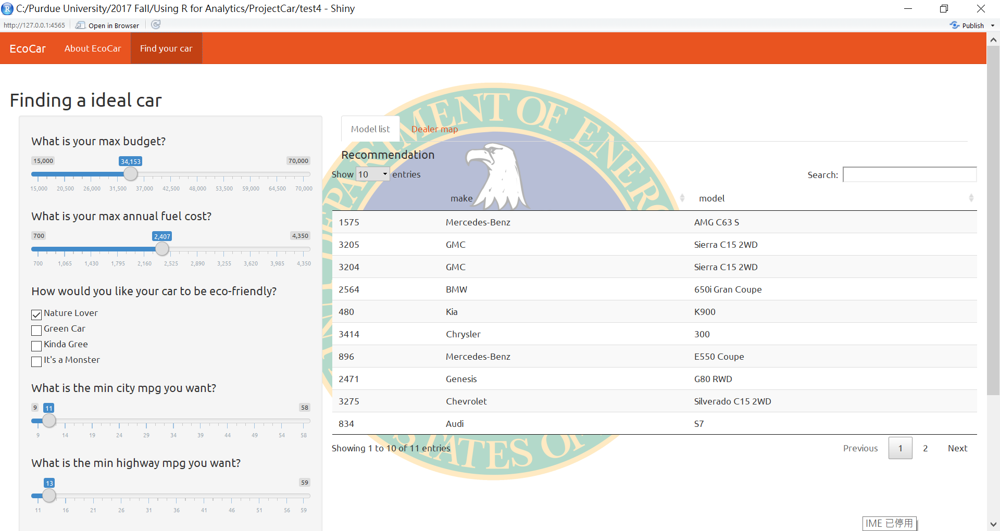 C:/Purdue University/2017 Fall/Using R for Analytics/ProjectCar/test4 - Shiny
http://127.0.0.1:4565 Open in Browser Publish
EcoCar About EcoCar Find your car
Finding a ideal car
What is your max budget?
15,000 34,153 70,000
15,000 20,500 26,000 31,500 37,000 42,500 48,000 53,500 59,000 64,500 70,000
What is your max annual fuel cost?
700 2,407 4,350
700 1,065 1,430 1,795 2,160 2,525 2,890 3,255 3,620 3,985 4,350
How would you like your car to be eco-friendly?
Nature Lover
Green Car
Kinda Gree
It's a Monster
What is the min city mpg you want?
9 11 58
9 14 19 24 29 34 39 44 49 54 58
What is the min highway mpg you want?
13 59
11 16 21 26 31 36 41 46 51 56 59
Model list Dealer map
Recommendation
Show 10 entries Search:
make model
1575 Mercedes-Benz AMG C63 S
3205 GMC Sierra C15 2WD
3204 GMC Sierra C15 2WD
2564 BMW 650i Gran Coupe
480 Kia K900
3414 Chrysler 300
896 Mercedes-Benz E550 Coupe
2471 Genesis G80 RWD
3275 Chevrolet Silverado C15 2WD
834 Audi S7
Showing 1 to 10 of 11 entries Previous 1 2 Next
IME 已停用